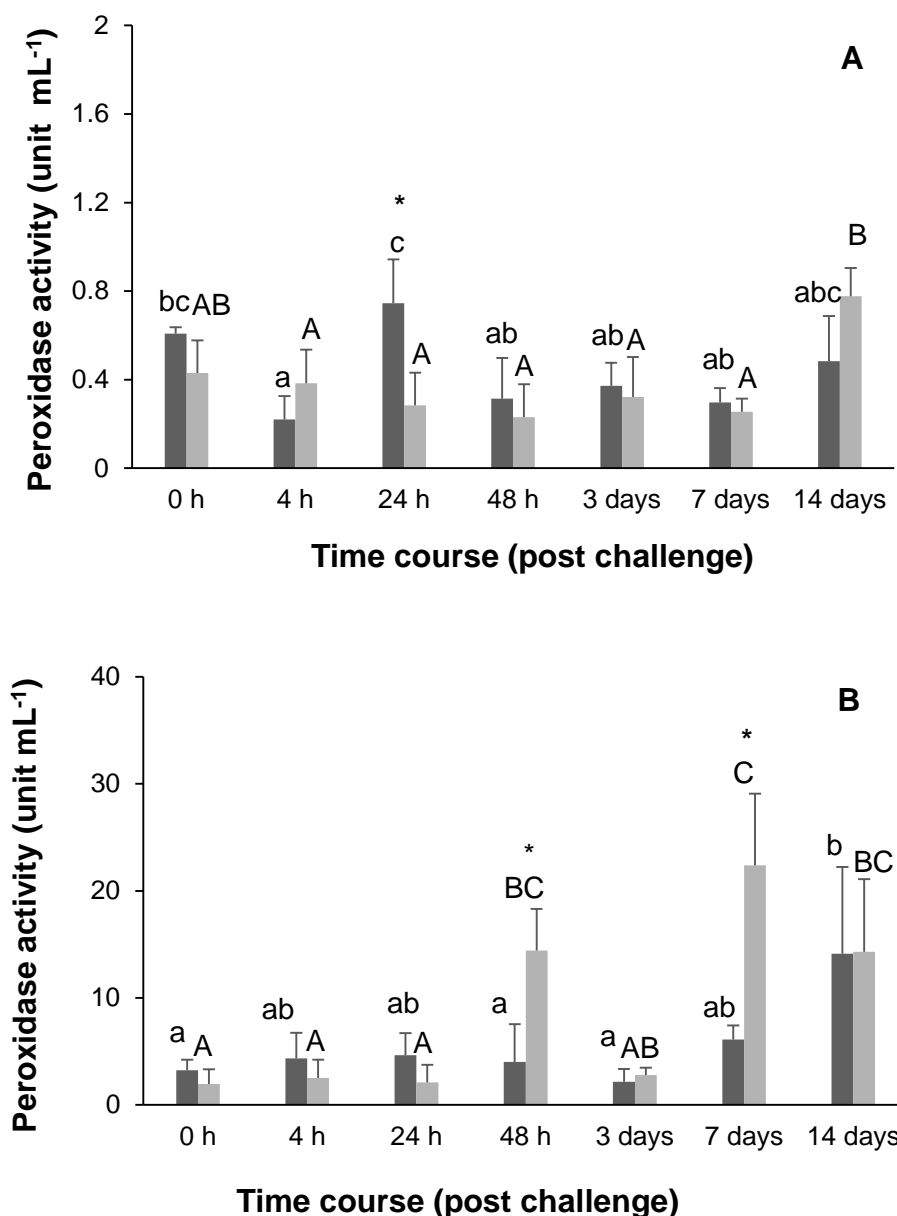 2
A
1.6
1.2
*
c
B
0.8
bc AB
abc
A
ab
ab A
ab
0.4
a
A
A
A
0
0 h 4 h 24 h 48 h 3 days 7 days 14 days
Peroxidase activity (unit mL-1)
Time course (post challenge)
40
B
*
30
C
*
b BC
20
BC
10
a A
ab A
ab A
a
a AB
ab
0
0 h 4 h 24 h 48 h 3 days 7 days 14 days
Peroxidase activity (unit mL-1)
Time course (post challenge)